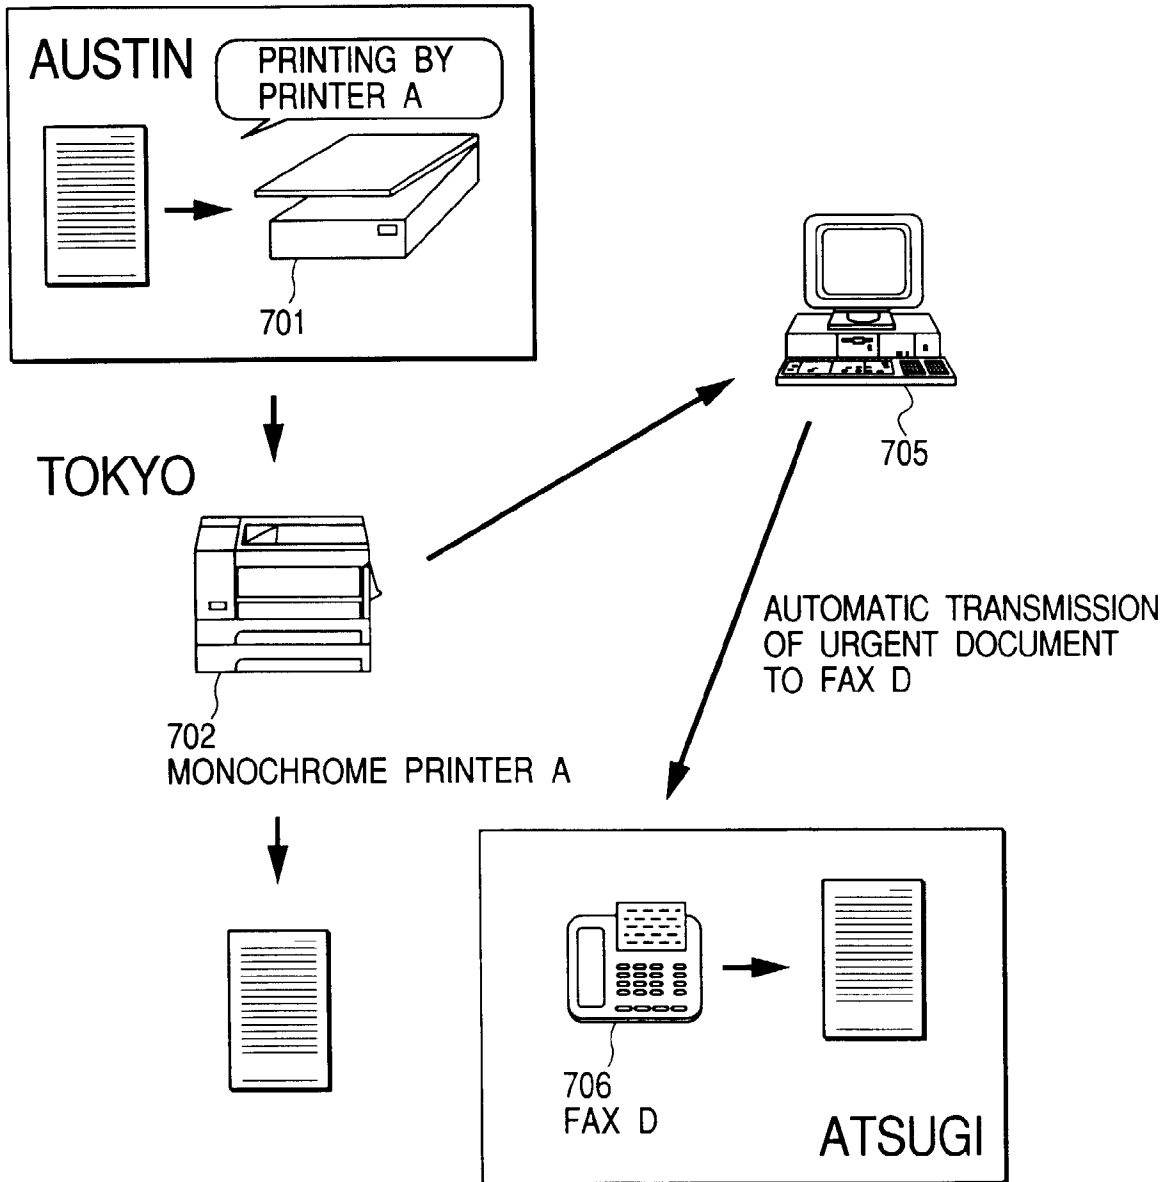 AUSTIN
PRINTING BY
PRINTER A
701
TOKYO
705
702
MONOCHROME PRINTER A
AUTOMATIC TRANSMISSION
OF URGENT DOCUMENT
TO FAX D
706
FAX D
ATSUGI